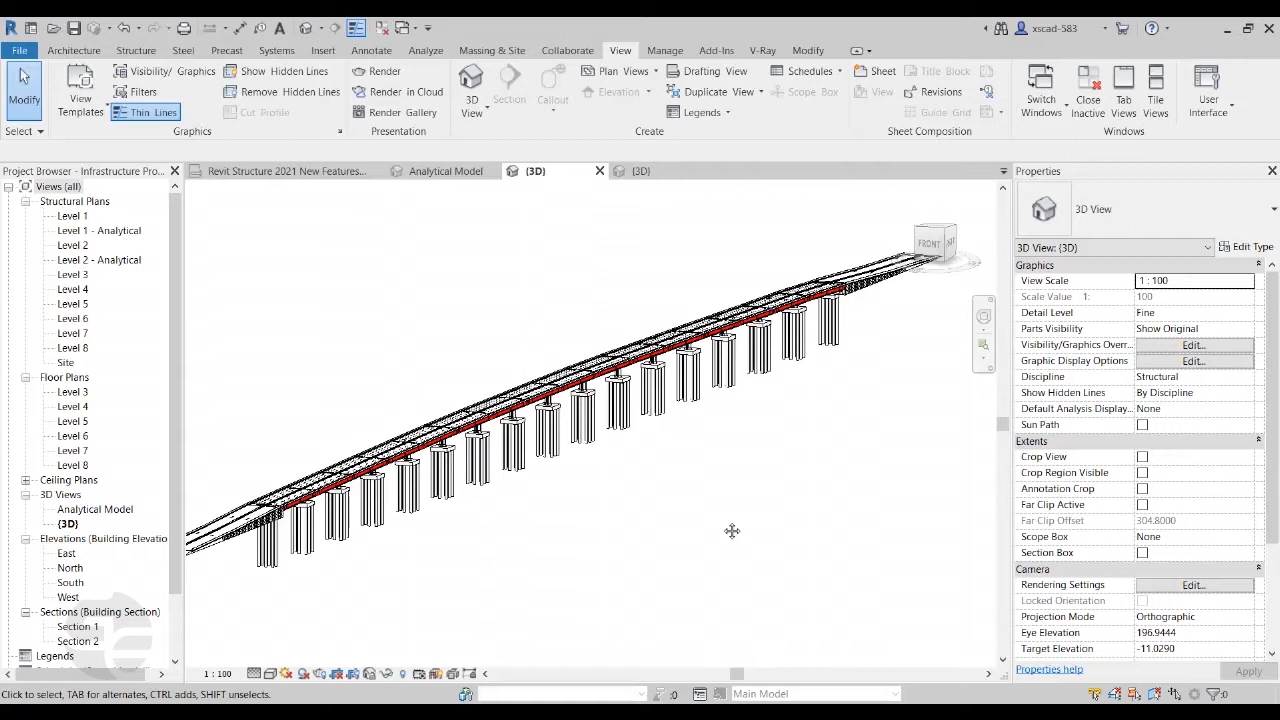 xscad-583
File Architecture Structure Steel Precast Systems Insert Annotate Analyze Massing & Site Collaborate View Manage Add-Ins V-Ray Modify
Modify
Select
View Templates
Visibility/ Graphics
Filters
Thin Lines
Show Hidden Lines
Remove Hidden Lines
Cut Profile
Graphics
Render
Render in Cloud
Render Gallery
Presentation
3D View
Section
Callout
Plan Views
Elevation
Drafting View
Duplicate View
Legends
Schedules
Scope Box
Create
Sheet
View
Title Block
Revisions
Guide Grid
Sheet Composition
Switch Windows
Close Inactive
Tab Views
Tile Views
Windows
User Interface
Project Browser - Infrastructure Pro...
Views (all)
Structural Plans
Level 1
Level 1 - Analytical
Level 2
Level 2 - Analytical
Level 3
Level 4
Level 5
Level 6
Level 7
Level 8
Site
Floor Plans
Level 3
Level 4
Level 5
Level 6
Level 7
Level 8
Ceiling Plans
3D Views
Analytical Model
{3D}
Elevations (Building Elevatio
East
North
South
West
Sections (Building Section)
Section 1
Section 2
Legends
Revit Structure 2021 New Features... Analytical Model {3D} {3D}
FRONT
1 : 100
Properties
3D View
3D View: {3D} Edit Type
Graphics
View Scale 1 : 100
Scale Value 1: 100
Detail Level Fine
Parts Visibility Show Original
Visibility/Graphics Overr... Edit...
Graphic Display Options Edit...
Discipline Structural
Show Hidden Lines By Discipline
Default Analysis Display... None
Sun Path
Extents
Crop View
Crop Region Visible
Annotation Crop
Far Clip Active
Far Clip Offset 304.8000
Scope Box None
Section Box
Camera
Rendering Settings Edit...
Locked Orientation
Projection Mode Orthographic
Eye Elevation 196.9444
Target Elevation -11.0290
Properties help Apply
Click to select, TAB for alternates, CTRL adds, SHIFT unselects. :0 Main Model :0